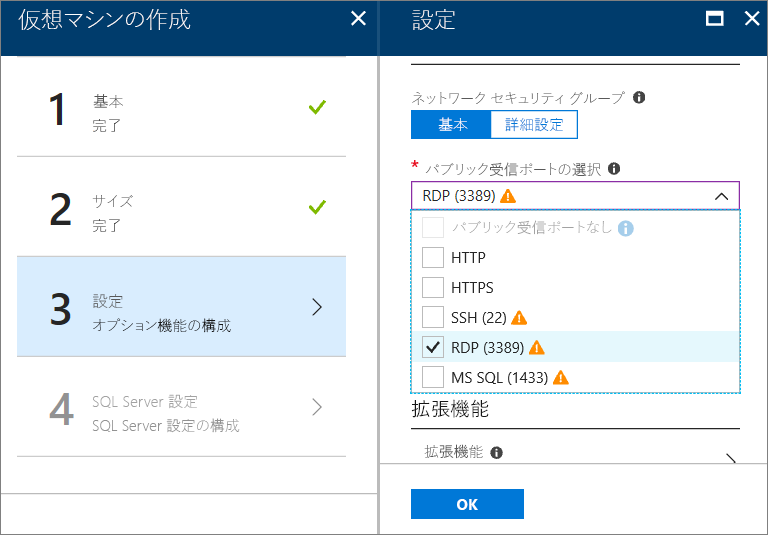 仮想マシンの作成
1
基本
完了
2
サイズ
完了
3
設定
オプション機能の構成
4
SQL Server 設定
SQL Server 設定の構成
設定
ネットワーク セキュリティ グループ
基本
詳細設定
* パブリック受信ポートの選択
RDP (3389)
パブリック受信ポートなし
HTTP
HTTPS
SSH (22)
RDP (3389)
MS SQL (1433)
拡張機能
拡張機能
OK